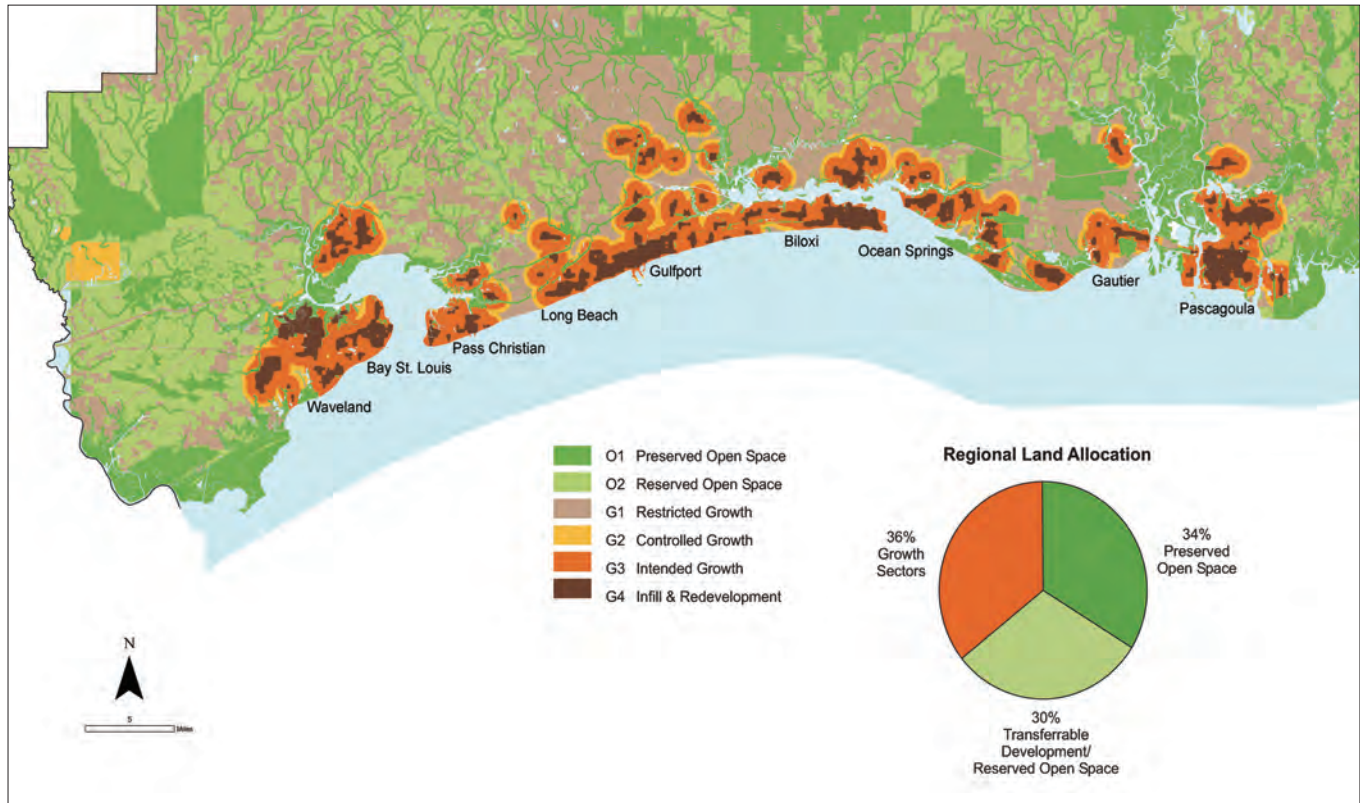 Biloxi
Ocean Springs
Gulfport
Gautier
Long Beach
Pascagoula
Pass Christian
Bay St. Louis
Waveland
O1 Preserved Open Space
O2 Reserved Open Space
G1 Restricted Growth
G2 Controlled Growth
G3 Intended Growth
G4 Infill & Redevelopment
Regional Land Allocation
36%
Growth
Sectors
34%
Preserved
Open Space
30%
Transferrable
Development/
Reserved Open Space
N
5
Miles